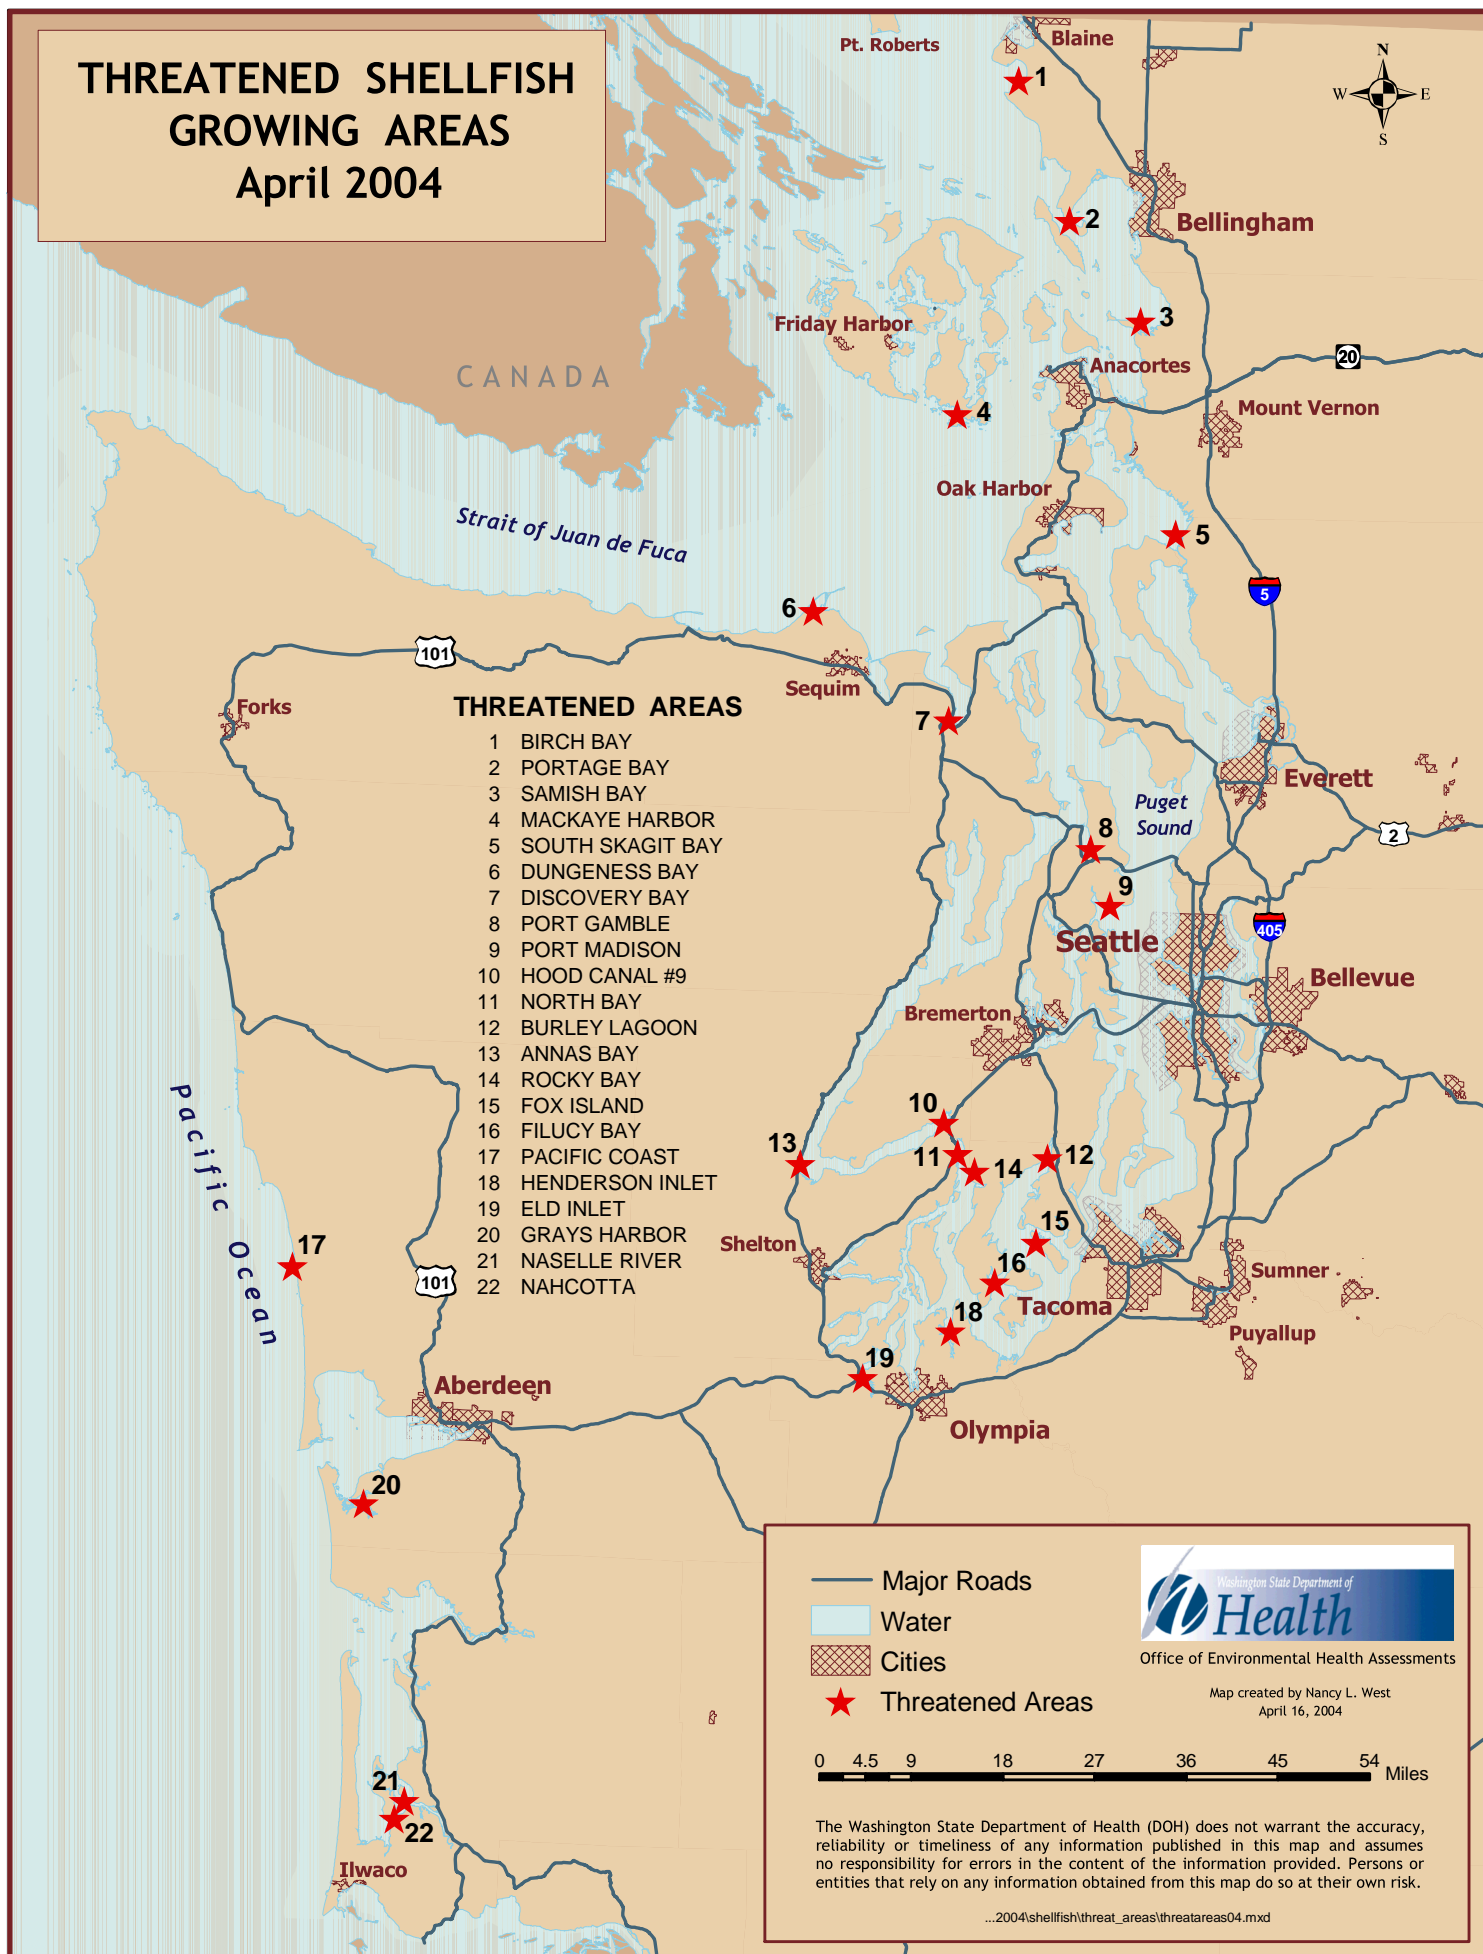 THREATENED SHELLFISH
GROWING AREAS
April 2004
Pt. Roberts
Blaine
1
N
W E
S
2
Bellingham
3
Friday Harbor
Anacortes
20
CANADA
4
Mount Vernon
Oak Harbor
Strait of Juan de Fuca
5
5
6
101
Sequim
Forks
7
THREATENED AREAS
1 BIRCH BAY
2 PORTAGE BAY
3 SAMISH BAY
4 MACKAYE HARBOR
5 SOUTH SKAGIT BAY
6 DUNGENESS BAY
7 DISCOVERY BAY
8 PORT GAMBLE
9 PORT MADISON
10 HOOD CANAL #9
11 NORTH BAY
12 BURLEY LAGOON
13 ANNAS BAY
14 ROCKY BAY
15 FOX ISLAND
16 FILUCY BAY
17 PACIFIC COAST
18 HENDERSON INLET
19 ELD INLET
20 GRAYS HARBOR
21 NASELLE RIVER
22 NAHCOTTA
Everett
Puget
Sound
8
2
9
Seattle
405
Bellevue
Bremerton
Pacific Ocean
10
13
11
14
12
15
Shelton
17
16
101
Sumner
Tacoma
18
Puyallup
19
Aberdeen
Olympia
20
Major Roads
Water
Cities
Threatened Areas
Washington State Department of
Health
Office of Environmental Health Assessments
Map created by Nancy L. West
April 16, 2004
0 4.5 9 18 27 36 45 54
Miles
21
22
Ilwaco
The Washington State Department of Health (DOH) does not warrant the accuracy,
reliability or timeliness of any information published in this map and assumes
no responsibility for errors in the content of the information provided. Persons or
entities that rely on any information obtained from this map do so at their own risk.
...2004\shellfish\threat_areas\threatareas04.mxd